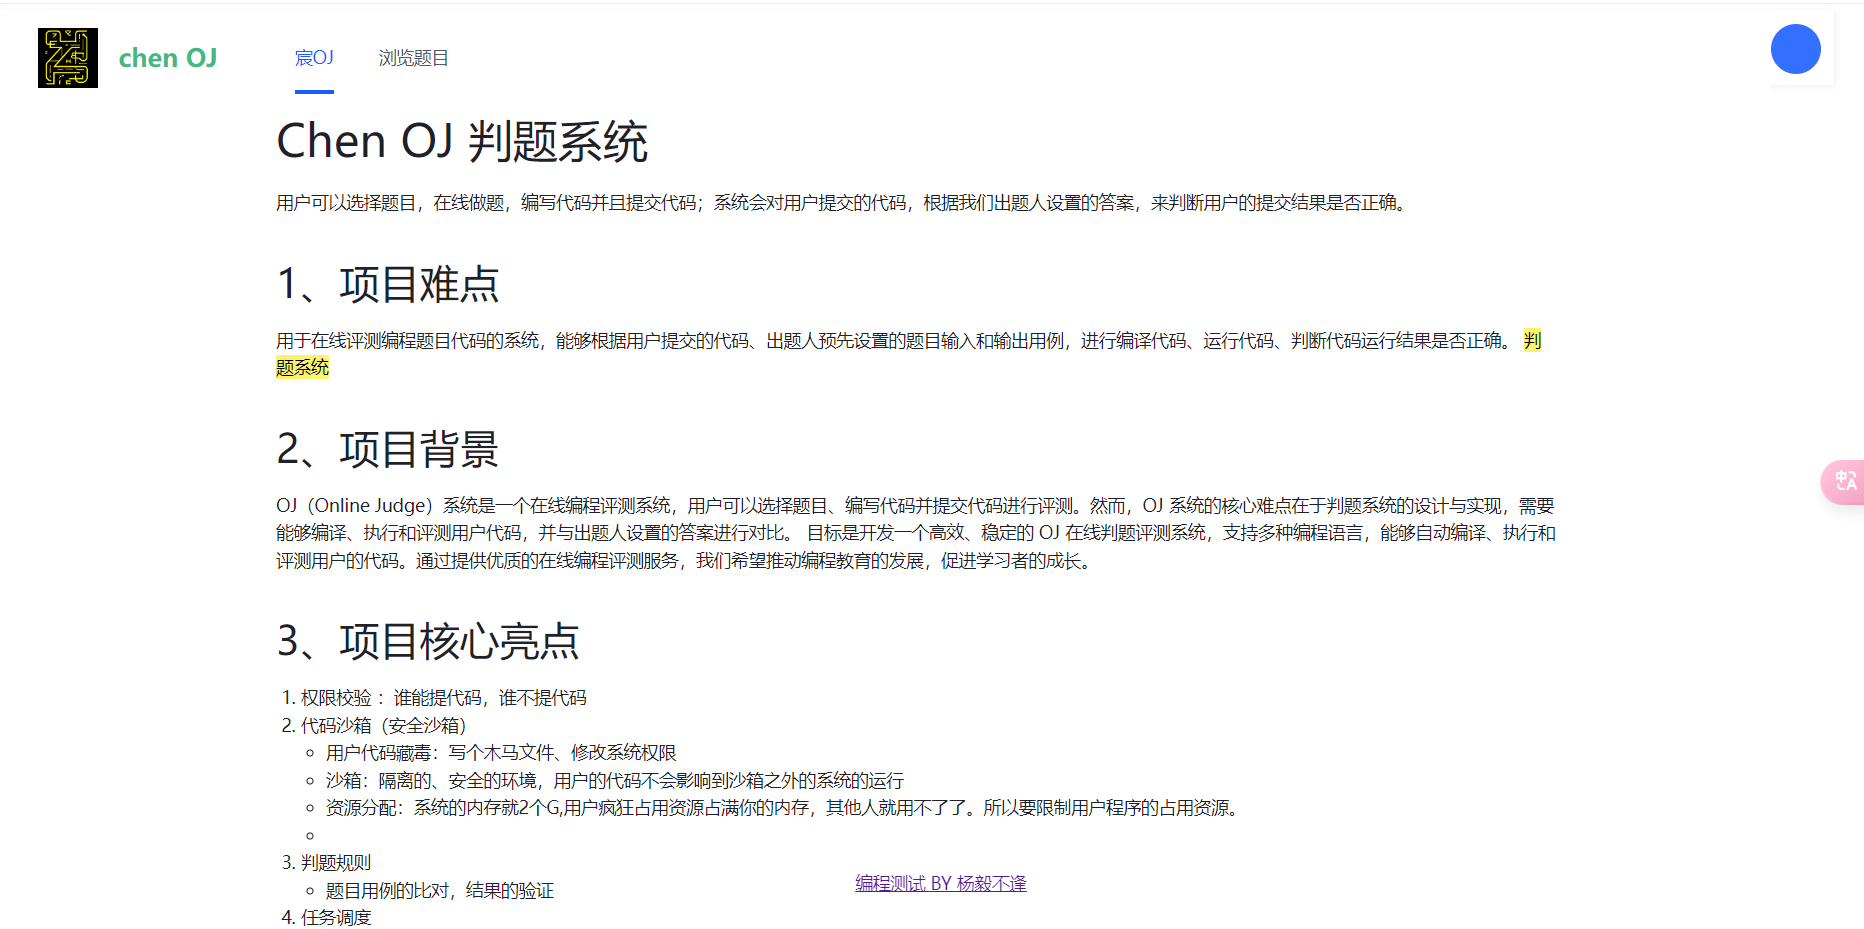 chen OJ
宸OJ
浏览题目
Chen OJ 判题系统
用户可以选择题目，在线做题，编写代码并且提交代码；系统会对用户提交的代码，根据我们出题人设置的答案，来判断用户的提交结果是否正确。
1、项目难点
用于在线评测编程题目代码的系统，能够根据用户提交的代码、出题人预先设置的题目输入和输出用例，进行编译代码、运行代码、判断代码运行结果是否正确。 判
题系统
2、项目背景
OJ（Online Judge）系统是一个在线编程评测系统，用户可以选择题目、编写代码并提交代码进行评测。然而，OJ 系统的核心难点在于判题系统的设计与实现，需要
能够编译、执行和评测用户代码，并与出题人设置的答案进行对比。 目标是开发一个高效、稳定的 OJ 在线判题评测系统，支持多种编程语言，能够自动编译、执行和
评测用户的代码。通过提供优质的在线编程评测服务，我们希望推动编程教育的发展，促进学习者的成长。
3、项目核心亮点
1. 权限校验 ：谁能提代码，谁不提代码
2. 代码沙箱（安全沙箱）
用户代码藏毒：写个木马文件、修改系统权限
沙箱：隔离的、安全的环境，用户的代码不会影响到沙箱之外的系统的运行
资源分配：系统的内存就2个G,用户疯狂占用资源占满你的内存，其他人就用不了了。所以要限制用户程序的占用资源。
3. 判题规则
题目用例的比对，结果的验证
编程测试 BY 杨毅不逢
4. 任务调度